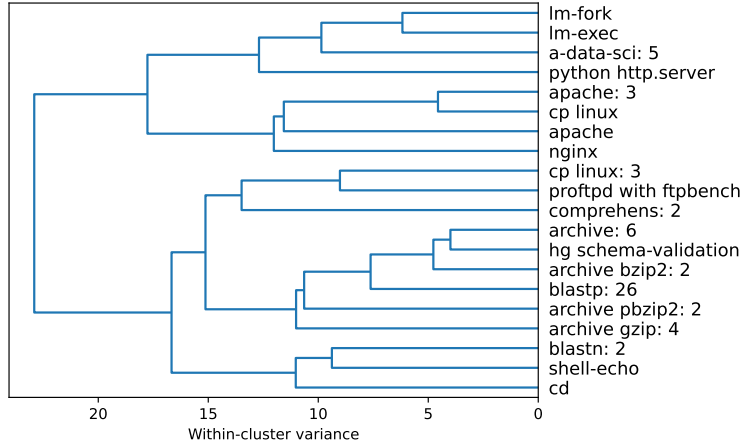 lm-fork
lm-exec
a-data-sci: 5
python http.server
apache: 3
cp linux
apache
nginx
cp linux: 3
proftpd with ftpbench
comprehens: 2
archive: 6
hg schema-validation
archive bzip2: 2
blastp: 26
archive pbzip2: 2
archive gzip: 4
blastn: 2
shell-echo
cd
20 15 10 5 0
Within-cluster variance